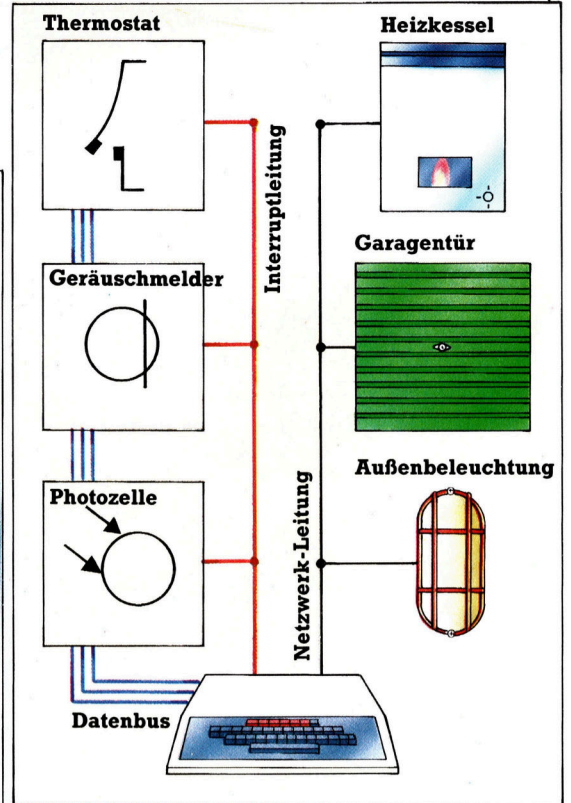 Thermostat
Heizkessel
Interruptleitung
Geräuschmelder
Garagentür
Photozelle
Außenbeleuchtung
Netzwerk-Leitung
Datenbus